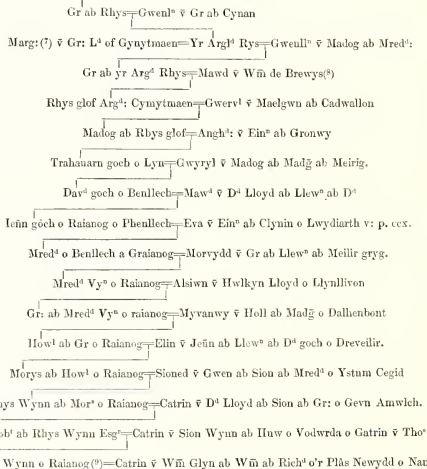 Gr ab Rhys=Gwenlⁿ ṽ Gr ab Cynan
Marg: (⁷) ṽ Gr: Lᵈ of Gynytmaen=Yr Arglᵈ Rys=Gwenllⁿ ṽ Madog ab Mredᵈ:
Gr ab yr Argᵈ Rhys=Mawd ṽ Wm̃ de Brewys(⁸)
Rhys glof Argᵈ: Cymytmaen=Gwervˡ ṽ Maelgwn ab Cadwallon
Madog ab Rbys glof=Anghᵈ: ṽ Einⁿ ab Gronwy
Trahauarn goch o Lyn=Gwyryl ṽ Madog ab Madg̃ ab Meirig.
Davᵈ goch o Benllech=Mawᵈ ṽ Dᵈ Lloyd ab Llewⁿ ab Dᵈ
Ieñn gòch o Raianog o Phenllech=Eva ṽ Einⁿ ab Clynin o Lwydiarth v: p. ccx.
Mredᵈ o Benllech a Graianog=Morvydd ṽ Gr ab Llewⁿ ab Meilir gryg.
Mredᵈ Vyⁿ o Raianog=Alsiwn ṽ Hwlkyn Lloyd o Llynllivon
Gr: ab Mredᵈ Vyⁿ o raianog=Myvanwy ṽ Holl ab Madg̃ o Dalhenbont
Howˡ ab Gr o Raianog=Elin ṽ Jeũn ab Llewⁿ ab Dᵈ goch o Dreveilir.
Morys ab Howˡ o Raianog=Sioned ṽ Gwen ab Sion ab Mredᵈ o Ystum Cegid
Wynn ab Morˢ o Raianog=Catrin ṽ Dᵈ Lloyd ab Sion ab Gr: o Gevn Amwlch.
ab Rhys Wynn Esgʳ=Catrin ṽ Sion Wynn ab Huw o Vodwrda o Gatrin ṽ Thoˢ
Wynn o Raianog(⁹)=Catrin ṽ Wm̃ Glyn ab Wm̃ ab Richᵈ o'r Plâs Newydd o